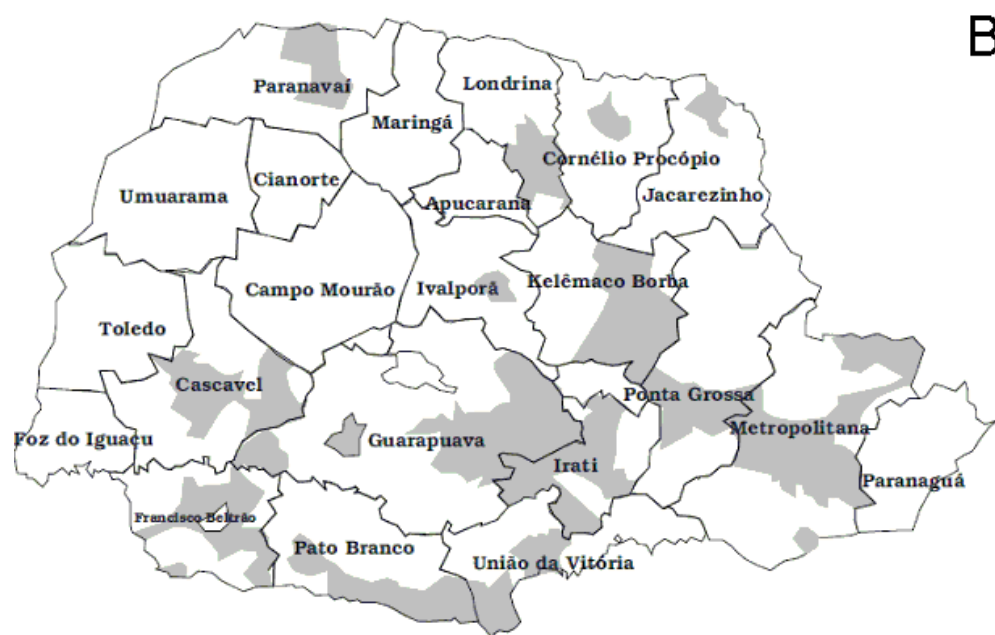 B
Paranavaí
Londrina
Maringá
Cornélio Procópio
Cianorte
Umuarama
Apucarana
Jacarezinho
Campo Mourão
Ivalporã
Kelêmaco Borba
Toledo
Cascavel
Ponta Grossa
Foz do Iguaçu
Guarapuava
Metropolitana
Irati
Paranaguá
Francisco Beltrão
Pato Branco
União da Vitória